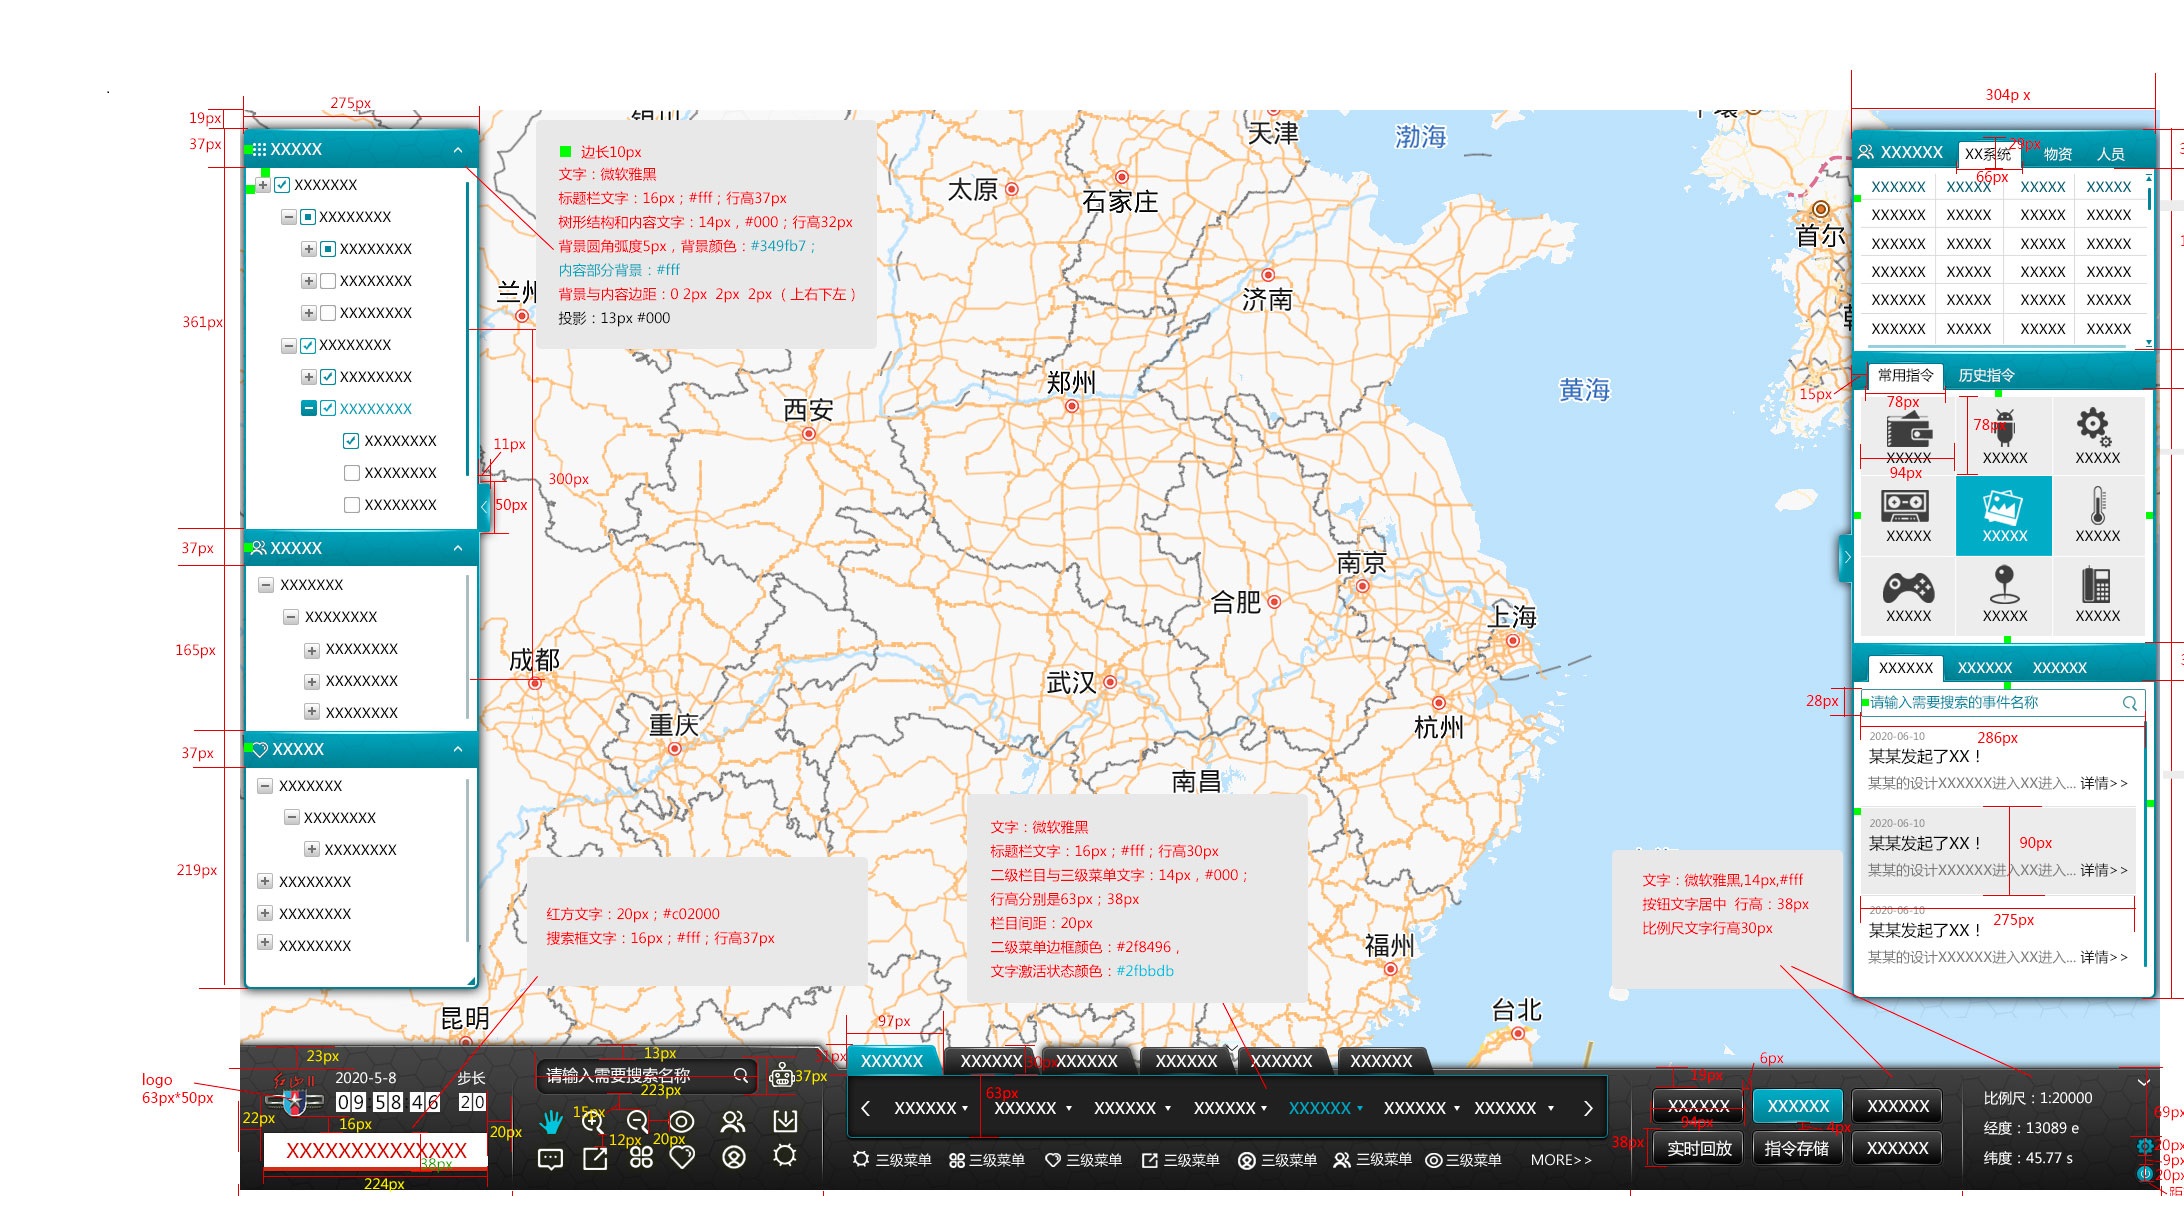 275px
19px
37px
XXXXX
XXXXXXX
XXXXXXXX
XXXXXXXX
XXXXXXXX
XXXXXXXX
XXXXXXXX
XXXXXXXX
XXXXXXXX
XXXXXXXX
XXXXXXXX
XXXXXXXX
361px
11px
50px
300px
37px
XXXXX
XXXXXXX
XXXXXXXX
XXXXXXXX
XXXXXXXX
XXXXXXXX
165px
37px
XXXXX
XXXXXXX
XXXXXXXX
XXXXXXXX
XXXXXXXX
XXXXXXXX
XXXXXXXX
219px
边长10px
文字：微软雅黑
标题栏文字：16px；#fff；行高37px
树形结构和内容文字：14px，#000；行高32px
背景圆角弧度5px，背景颜色：#349fb7；
内容部分背景：#fff
背景与内容边距：0 2px 2px 2px（上右下左）
投影：13px #000
天津
渤海
太原
石家庄
首尔
济南
郑州
黄海
西安
南京
合肥
上海
成都
武汉
重庆
杭州
南昌
福州
昆明
台北
红方文字：20px；#c02000
搜索框文字：16px；#fff；行高37px
文字：微软雅黑
标题栏文字：16px；#fff；行高30px
二级栏目与三级菜单文字：14px，#000；
行高分别是63px；38px
栏目间距：20px
二级菜单边框颜色：#2f8496，
文字激活状态颜色：#2fbbdb
文字：微软雅黑,14px,#fff
按钮文字居中 行高：38px
比例尺文字行高30px
304p x
XXXXXX XX系统 物资 人员
29px
66px
XXXXXX XXXXX XXXXX XXXXX
XXXXXX XXXXX XXXXX XXXXX
XXXXXX XXXXX XXXXX XXXXX
XXXXXX XXXXX XXXXX XXXXX
XXXXXX XXXXX XXXXX XXXXX
XXXXXX XXXXX XXXXX XXXXX
常用指令 历史指令
15px
78px
78px
94px
XXXXX XXXXX XXXXX
XXXXX XXXXX XXXXX
XXXXX XXXXX XXXXX
XXXXXX XXXXXX XXXXXX
28px
请输入需要搜索的事件名称
286px
2020-06-10
某某发起了XX！
某某的设计XXXXXX进入XX进入... 详情>>
2020-06-10
某某发起了XX！
某某的设计XXXXXX进入XX进入... 详情>>
90px
2020-06-10
275px
某某发起了XX！
某某的设计XXXXXX进入XX进入... 详情>>
logo
63px*50px
23px
2020-5-8 步长
09 58 46 20
22px
16px
20px
XXXXXXXXXXXXXX
38px
224px
13px
请输入需要搜索名称
37px
223px
15px
12px
20px
97px
XXXXXX XXXXXX XXXXXX XXXXXX XXXXXX XXXXXX
30px
63px
XXXXXX XXXXXX XXXXXX XXXXXX XXXXXX XXXXXX XXXXXX
三级菜单 三级菜单 三级菜单 三级菜单 三级菜单 三级菜单 三级菜单 MORE>>
6px
19px
XXXXXX XXXXXX XXXXXX
94px
4px
38px
实时回放 指令存储 XXXXXX
比例尺：1:20000
经度：13089 e
纬度：45.77 s
69px
20px
9px
20px